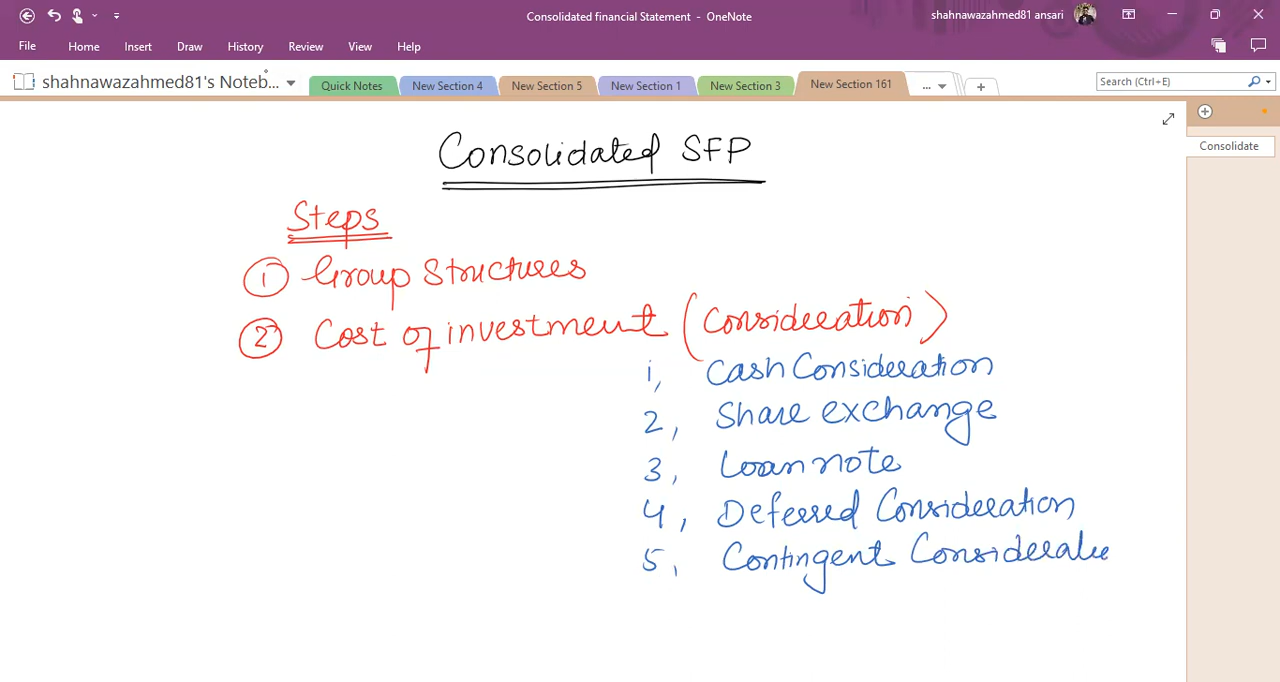 Consolidated financial Statement - OneNote
shahnawazahmed81 ansari
File Home Insert Draw History Review View Help
shahnawazahmed81's Noteb...
Quick Notes New Section 4 New Section 5 New Section 1 New Section 3 New Section 161 ...
Search (Ctrl+E)
Consolidate
Consolidated SFP
Steps
1 Group Structures
2 Cost of investment (Consideration)
1, Cash Consideration
2, Share exchange
3, Loan note
4, Deferred Consideration
5, Contingent